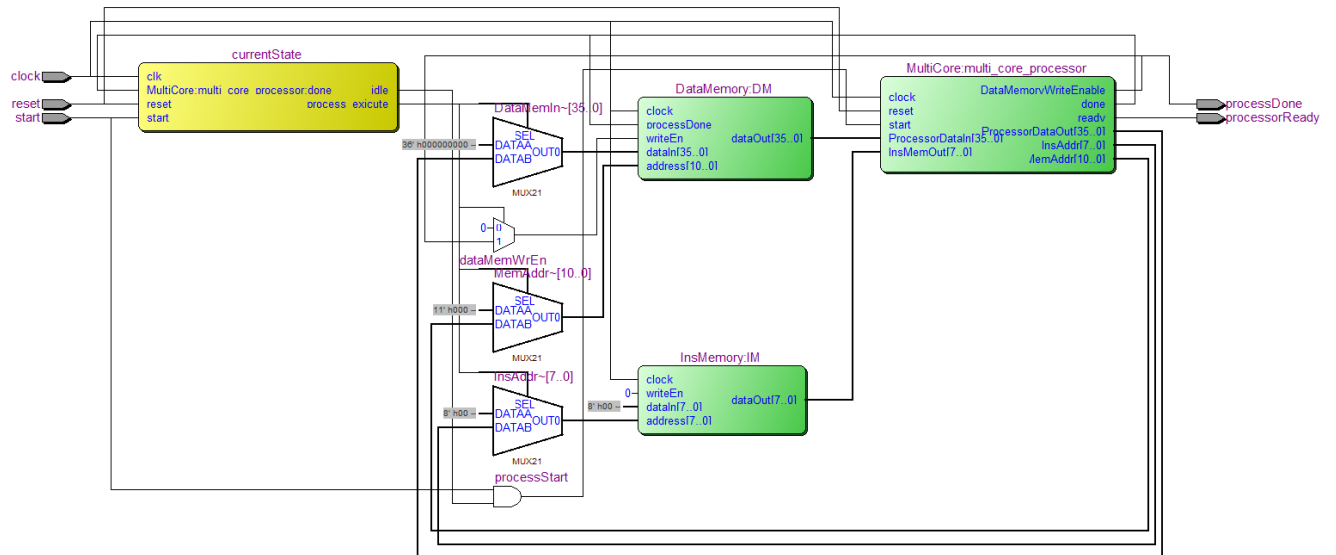 currentState
clock
reset
start
clk
MultiCore:multi_core_processor:done
reset
start
idle
process_exicute
DataMemIn~[35..0]
SEL
36' h000000000 --
DATAA
DATAB
OUT0
MUX21
0
0
1
dataMemWrEn
MemAddr~[10..0]
SEL
11' h000 --
DATAA
DATAB
OUT0
MUX21
InsAddr~[7..0]
SEL
8' h00 --
DATAA
DATAB
OUT0
MUX21
processStart
DataMemory:DM
clock
processDone
writeEn
dataIn[35..0]
address[10..0]
dataOut[35..0]
InsMemory:IM
clock
0
writeEn
8' h00 --
dataIn[7..0]
address[7..0]
dataOut[7..0]
MultiCore:multi_core_processor
clock
reset
start
ProcessorDataIn[35..0]
InsMemOut[7..0]
DataMemoryWriteEnable
done
ready
ProcessorDataOut[35..0]
InsAddr[7..0]
MemAddr[10..0]
processDone
processorReady